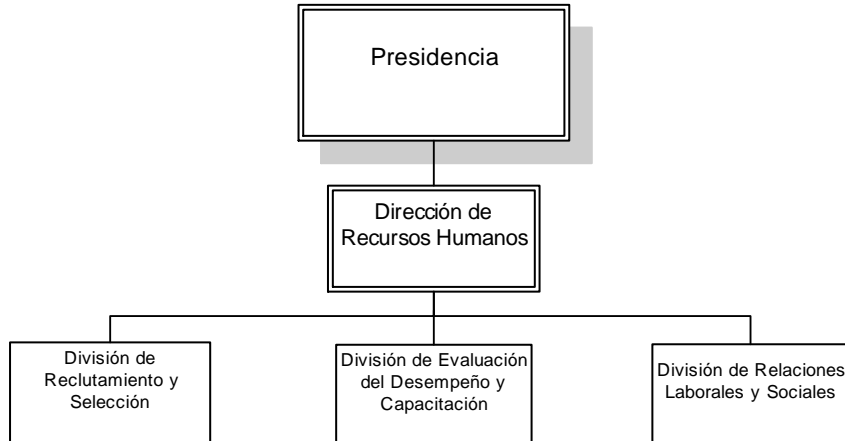 Presidencia
Dirección de
Recursos Humanos
División de
Reclutamiento y
Selección
División de Evaluación
del Desempeño y
Capacitación
División de Relaciones
Laborales y Sociales